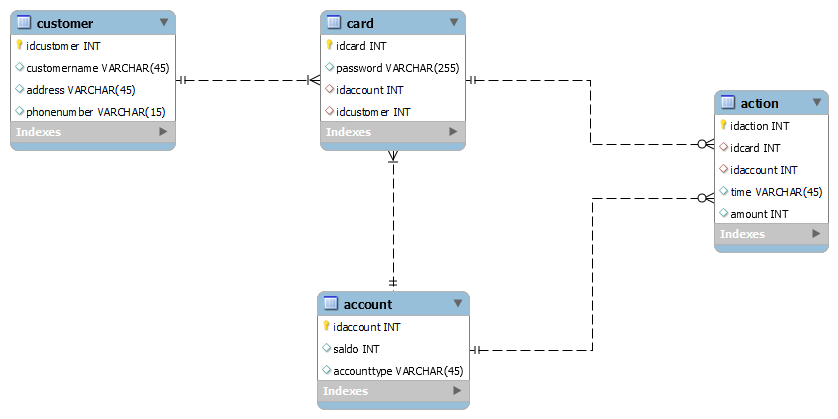 customer
idcustomer INT
customername VARCHAR(45)
address VARCHAR(45)
phonenumber VARCHAR(15)
Indexes
card
idcard INT
password VARCHAR(255)
idaccount INT
idcustomer INT
Indexes
action
idaction INT
idcard INT
idaccount INT
time VARCHAR(45)
amount INT
Indexes
account
idaccount INT
saldo INT
accounttype VARCHAR(45)
Indexes